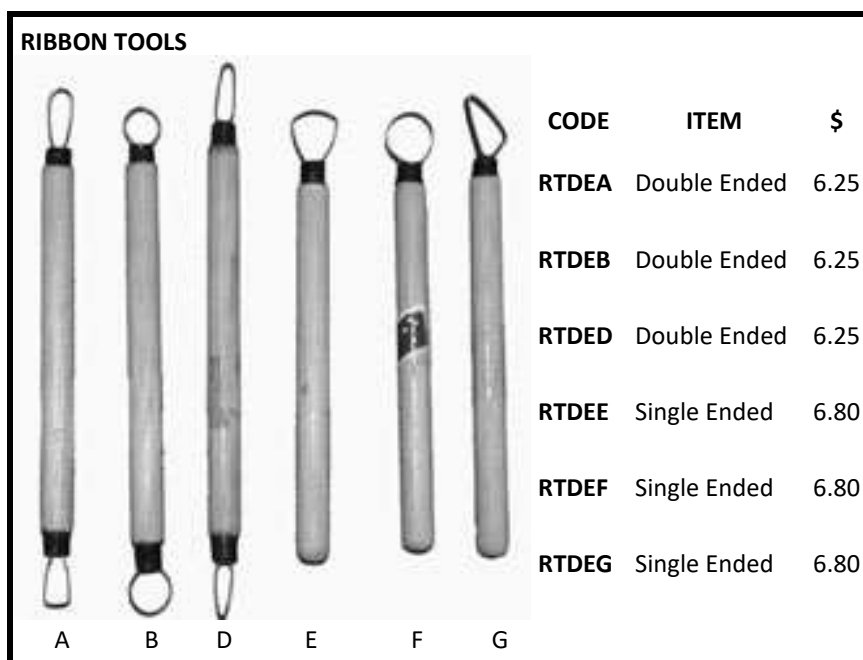 RIBBON TOOLS
CODE ITEM $
RTDEA Double Ended 6.25
RTDEB Double Ended 6.25
RTDED Double Ended 6.25
RTDEE Single Ended 6.80
RTDEF Single Ended 6.80
RTDEG Single Ended 6.80
A B D E F G